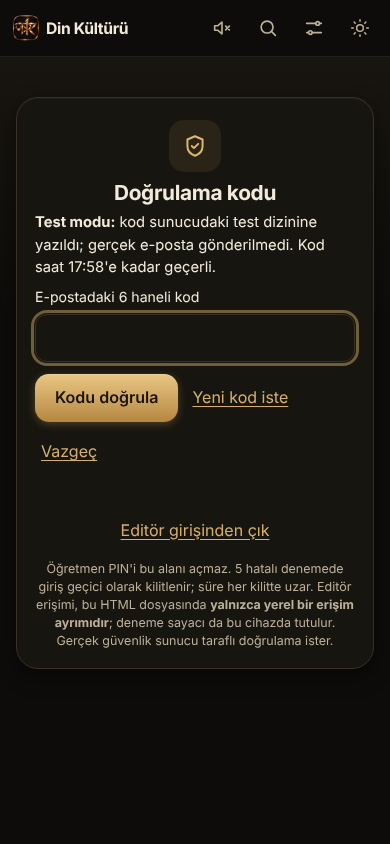 Din Kültürü
Doğrulama kodu
Test modu: kod sunucudaki test dizinine
yazıldı; gerçek e-posta gönderilmedi. Kod
saat 17:58'e kadar geçerli.
E-postadaki 6 haneli kod
Kodu doğrula
Yeni kod iste
Vazgeç
Editör girişinden çık
Öğretmen PIN'i bu alanı açmaz. 5 hatalı denemede
giriş geçici olarak kilitlenir; süre her kilitte uzar. Editör
erişimi, bu HTML dosyasında yalnızca yerel bir erişim
ayrımıdır; deneme sayacı da bu cihazda tutulur.
Gerçek güvenlik sunucu taraflı doğrulama ister.